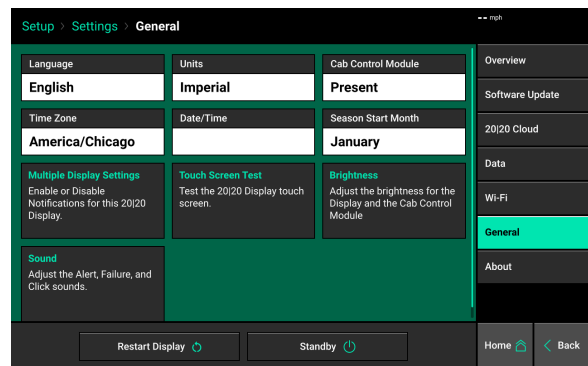 Setup > Settings > General
-- mph
Language
English
Units
Imperial
Cab Control Module
Present
Time Zone
America/Chicago
Date/Time
Season Start Month
January
Multiple Display Settings
Enable or Disable
Notifications for this 20|20
Display.
Touch Screen Test
Test the 20|20 Display touch
screen.
Brightness
Adjust the brightness for the
Display and the Cab Control
Module
Sound
Adjust the Alert, Failure, and
Click sounds.
Overview
Software Update
20|20 Cloud
Data
Wi-Fi
General
About
Restart Display
Standby
Home
< Back